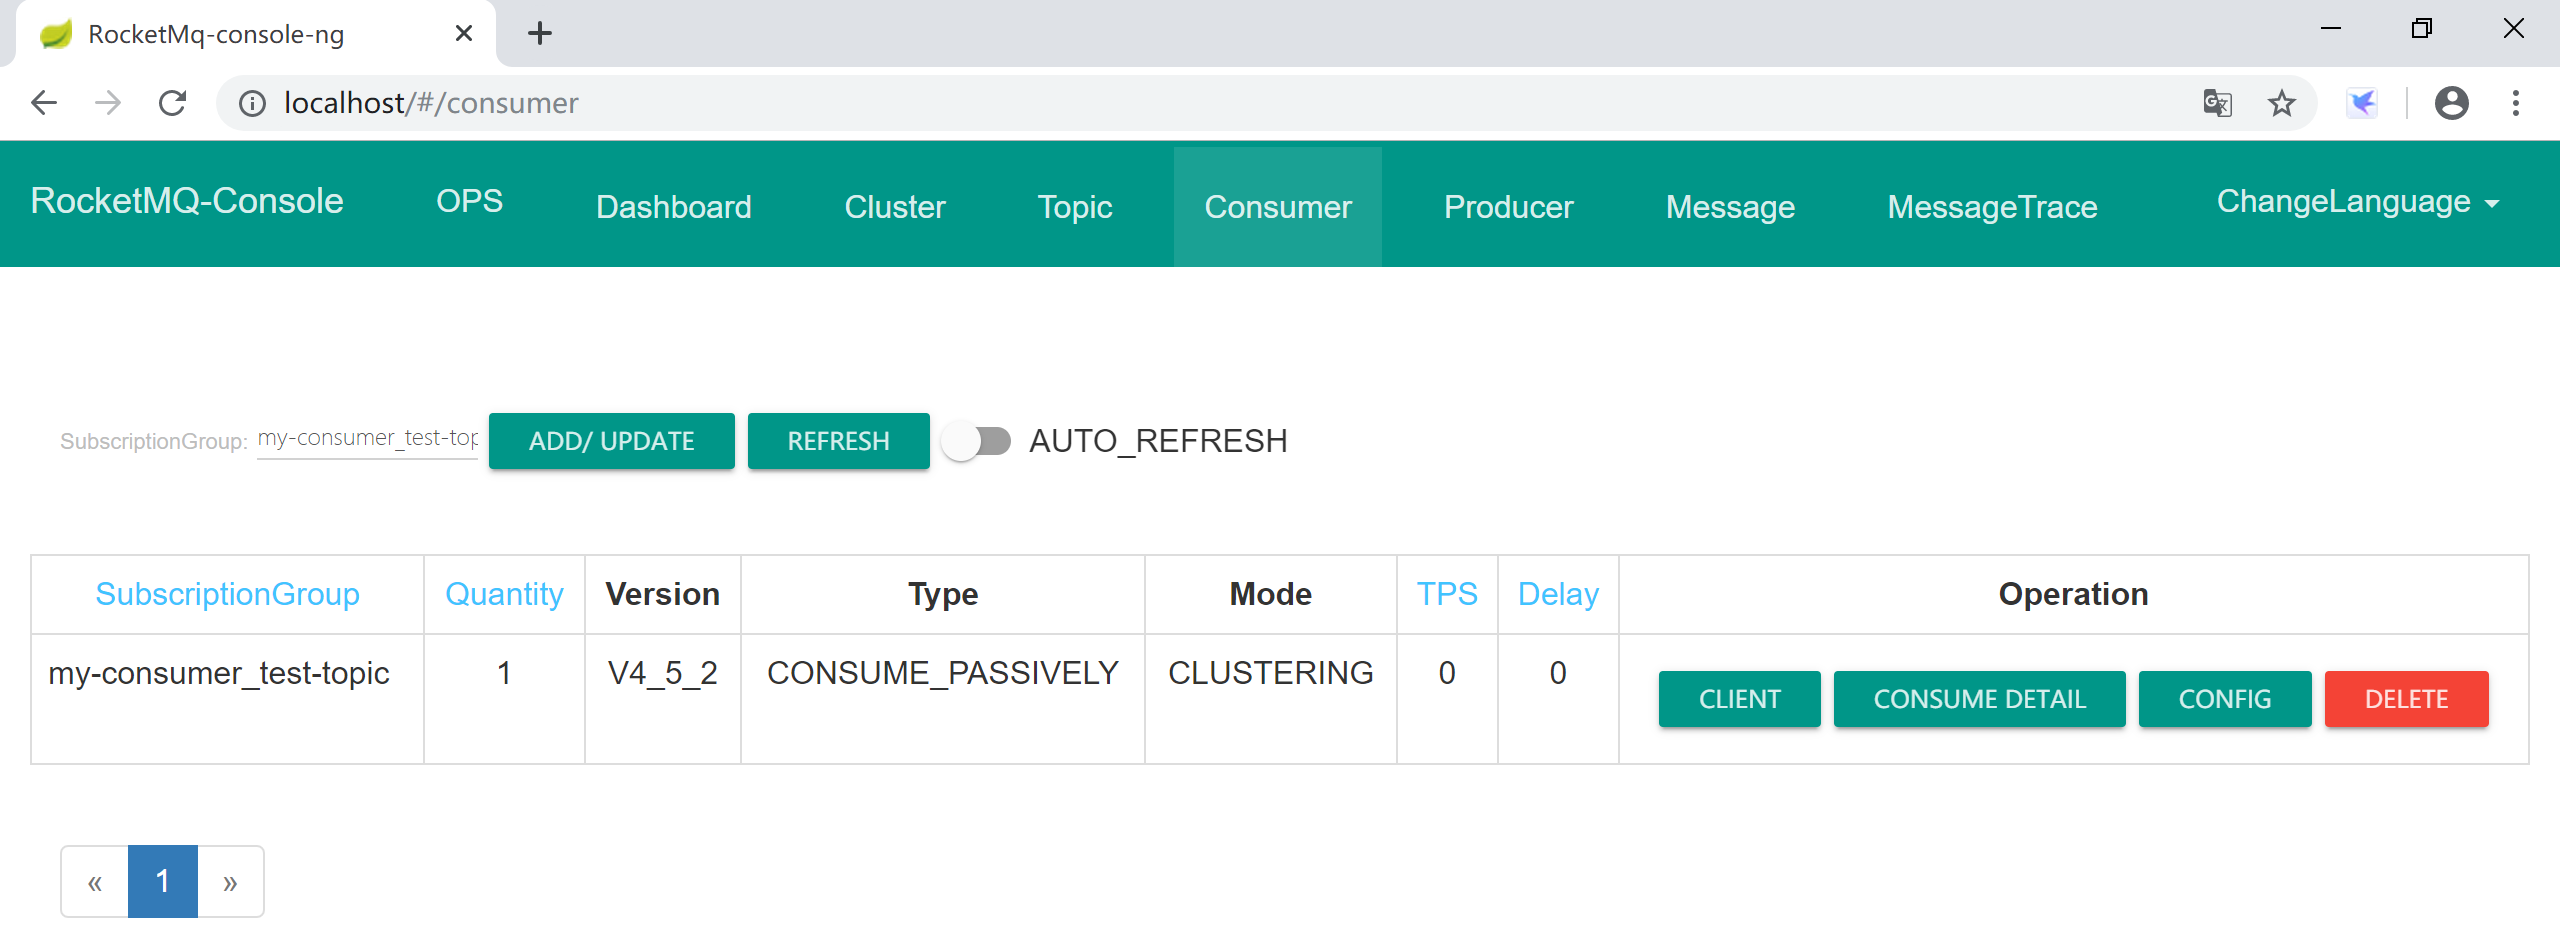 RocketMq-console-ng
localhost/#/consumer
RocketMQ-Console OPS Dashboard Cluster Topic Consumer Producer Message MessageTrace ChangeLanguage
SubscriptionGroup: my-consumer_test-top ADD/ UPDATE REFRESH AUTO_REFRESH
SubscriptionGroup Quantity Version Type Mode TPS Delay Operation
my-consumer_test-topic 1 V4_5_2 CONSUME_PASSIVELY CLUSTERING 0 0 CLIENT CONSUME DETAIL CONFIG DELETE
« 1 »